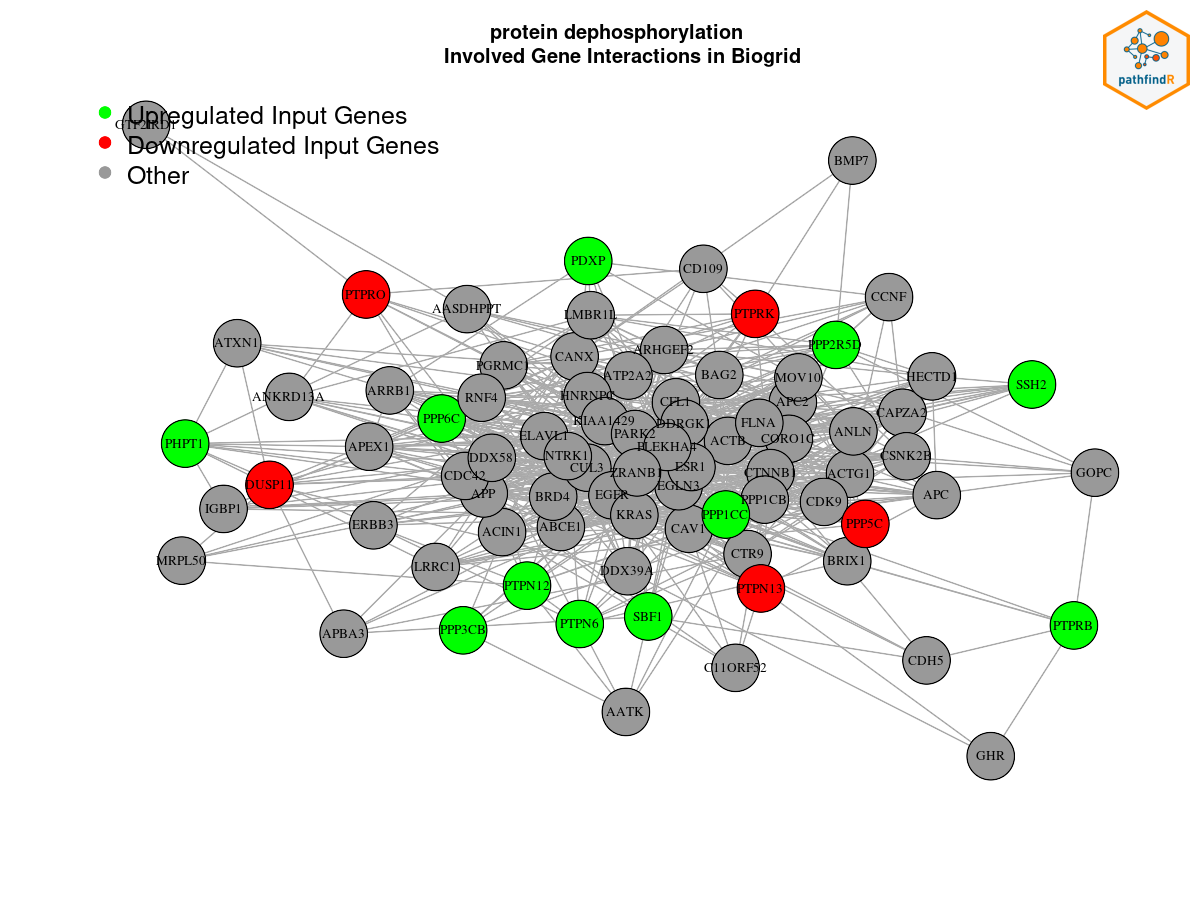 protein dephosphorylation
Involved Gene Interactions in Biogrid
pathfindR
Upregulated Input Genes
GTF2IRD1
Downregulated Input Genes
Other
BMP7
PDXP
CD109
PTPRO
CCNF
AASDHPPT
LMBR1L
PTPRK
ATXN1
PPP2R5D
ARHGEF2
CANX
PGRMC1
ATP2A2
BAG2
MOV10
HECTD1
SSH2
ARRB1
ANKRD13A
RNF4
HNRNPC
CFL1
APC2
CAPZA2
PPP6C
KIAA1429
DDRGK
FLNA
PARK2
ANLN
ELAVL1
ACTB
CORO1C
PHPT1
APEX1
PLEKHA4
DDX58
NTRK1
CSNK2B
CUL3
ZRANB1
ESR1
CTNNB1
ACTG1
GOPC
CDC42
DUSP11
EGLN3
APP
BRD4
EGFR
PPP1CB
CDK9
APC
IGBP1
KRAS
PPP1CC
PPP5C
ERBB3
ACIN1
ABCE1
CAV1
CTR9
MRPL50
LRRC1
DDX39A
BRIX1
PTPN12
PTPN13
PPP3CB
PTPN6
SBF1
PTPRB
APBA3
CDH5
C11ORF52
AATK
GHR